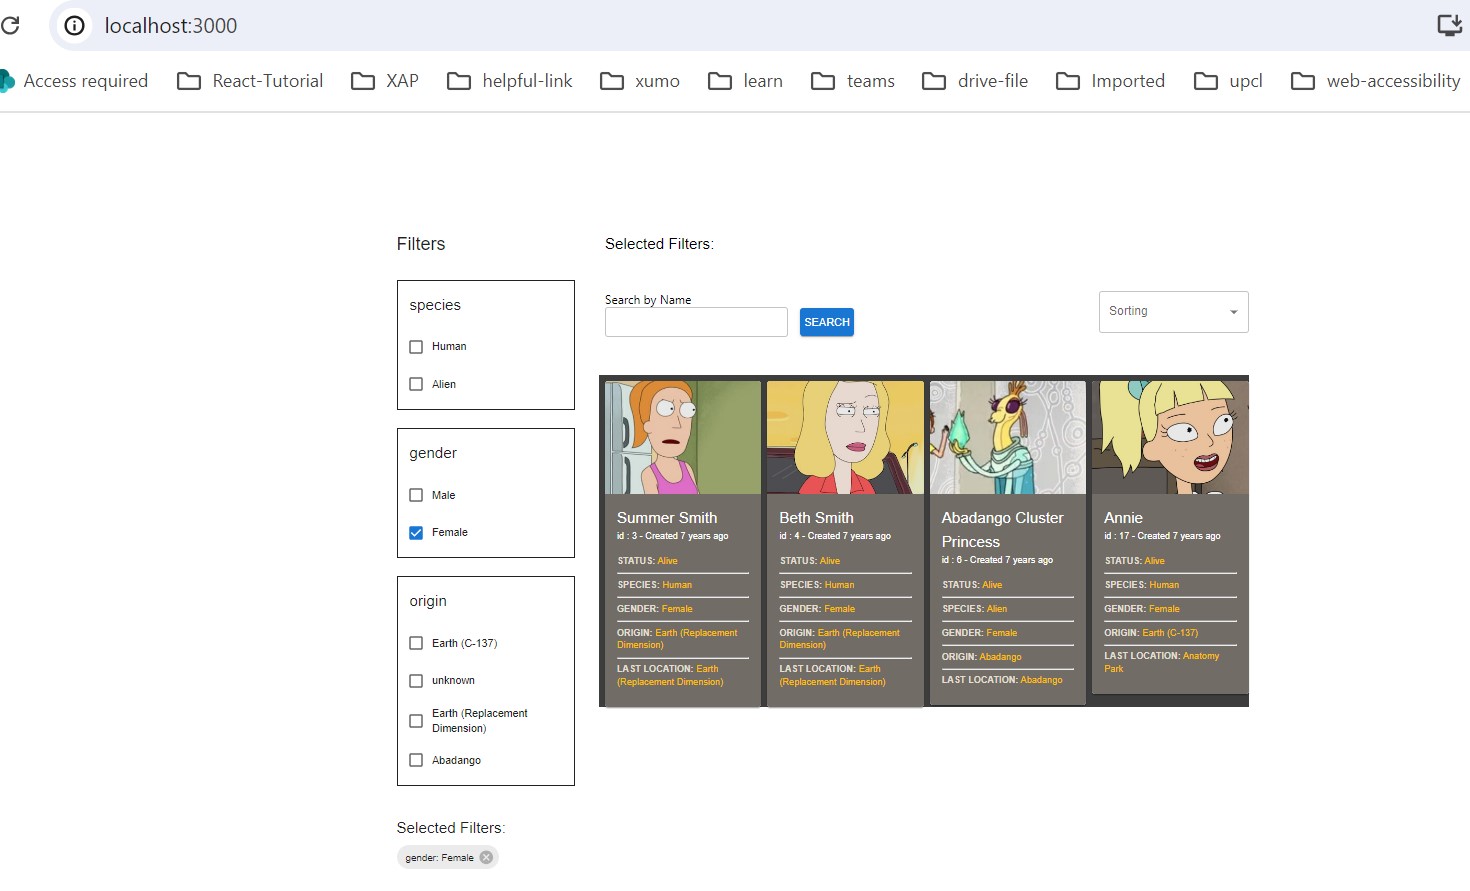 localhost:3000
Access required React-Tutorial XAP helpful-link xumo learn teams drive-file Imported upcl web-accessibility
Filters
species
Human
Alien
gender
Male
Female
origin
Earth (C-137)
unknown
Earth (Replacement
Dimension)
Abadango
Selected Filters:
gender: Female
Selected Filters:
Search by Name
SEARCH
Sorting
Summer Smith
id : 3 - Created 7 years ago
STATUS: Alive
SPECIES: Human
GENDER: Female
ORIGIN: Earth (Replacement
Dimension)
LAST LOCATION: Earth
(Replacement Dimension)
Beth Smith
id : 4 - Created 7 years ago
STATUS: Alive
SPECIES: Human
GENDER: Female
ORIGIN: Earth (Replacement
Dimension)
LAST LOCATION: Earth
(Replacement Dimension)
Abadango Cluster
Princess
id : 6 - Created 7 years ago
STATUS: Alive
SPECIES: Alien
GENDER: Female
ORIGIN: Abadango
LAST LOCATION: Abadango
Annie
id : 17 - Created 7 years ago
STATUS: Alive
SPECIES: Human
GENDER: Female
ORIGIN: Earth (C-137)
LAST LOCATION: Anatomy
Park